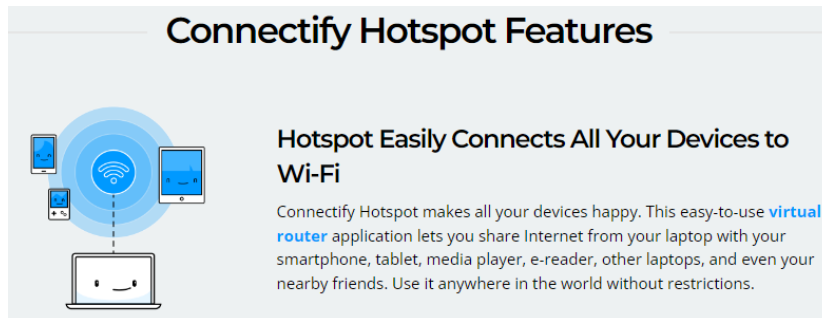 Connectify Hotspot Features
Hotspot Easily Connects All Your Devices to
Wi-Fi
Connectify Hotspot makes all your devices happy. This easy-to-use virtual
router application lets you share Internet from your laptop with your
smartphone, tablet, media player, e-reader, other laptops, and even your
nearby friends. Use it anywhere in the world without restrictions.